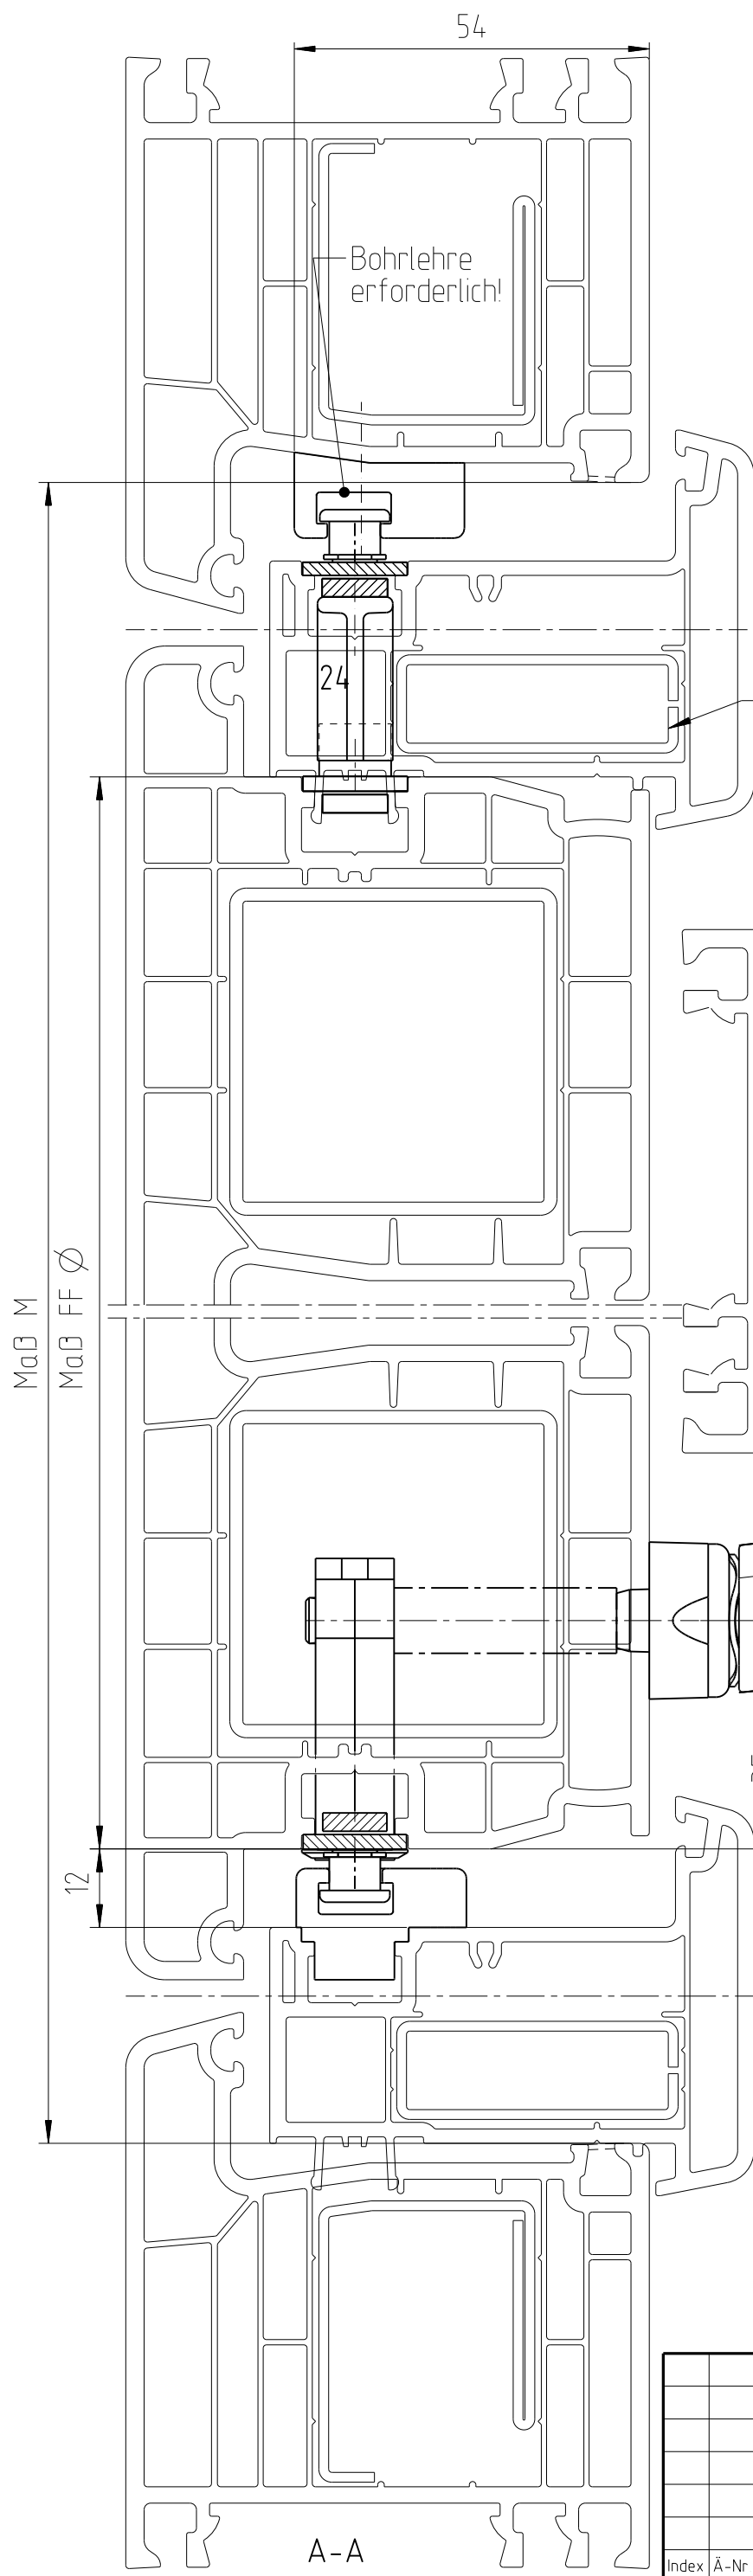 54
Bohrlehre
erforderlich!
24
Maß M
Maß FF Ø
12
A-A
Index Ä-Nr